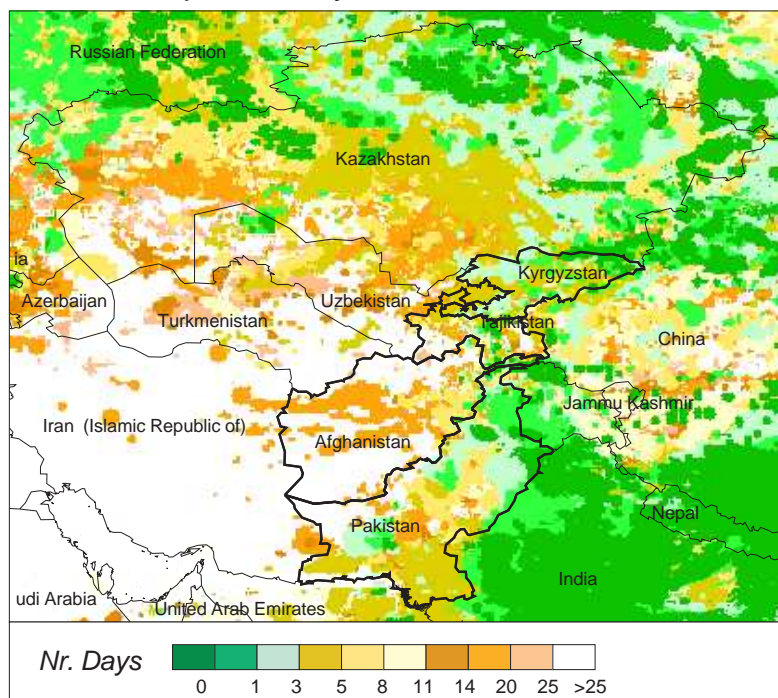 Russian Federation
Kazakhstan
ia
Kyrgyzstan
Azerbaijan
Uzbekistan
Turkmenistan
Tajikistan
China
Jammu Kashmir
Iran (Islamic Republic of)
Afghanistan
Nepal
Pakistan
India
udi Arabia
United Arab Emirates
Nr. Days
0 1 3 5 8 11 14 20 25 >25